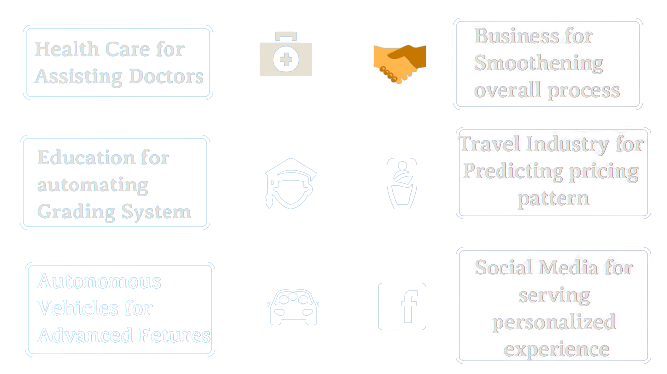 Health Care for
Assisting Doctors
Business for
Smoothening
overall process
Education for
automating
Grading System
Travel Industry for
Predicting pricing
pattern
Autonomous
Vehicles for
Advanced Fetures
Social Media for
serving
personalized
experience